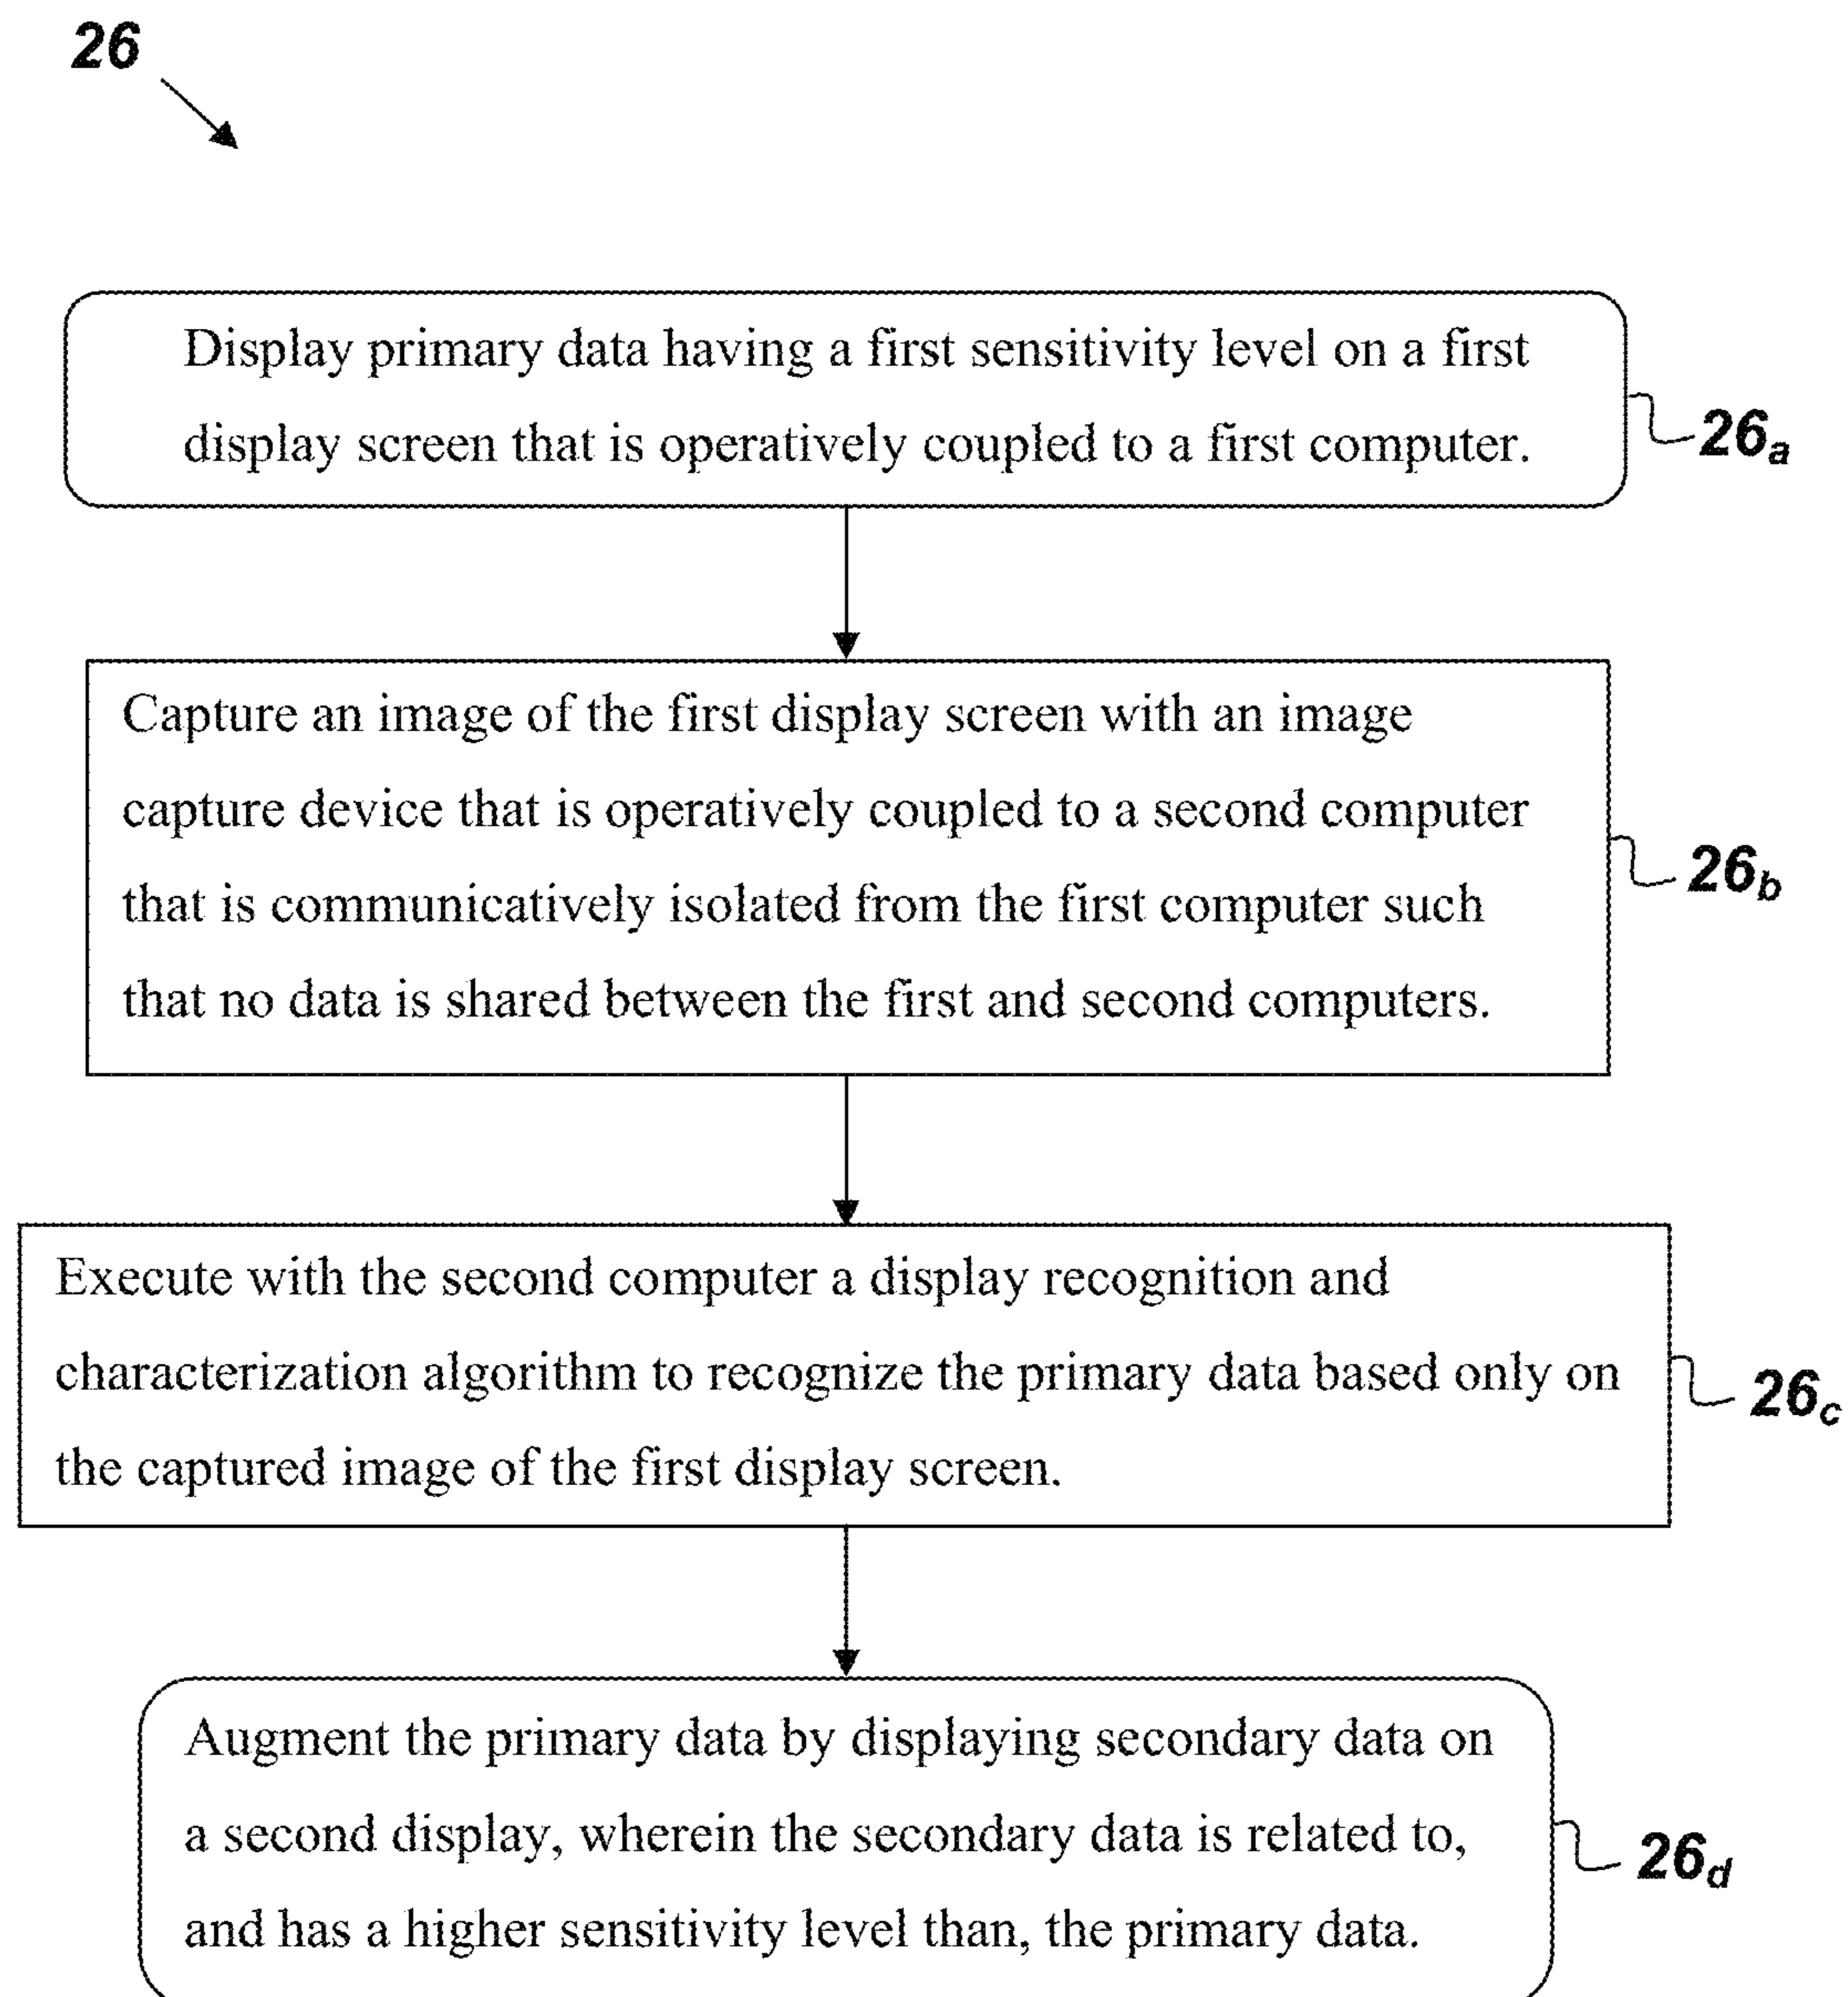 26
Display primary data having a first sensitivity level on a first
display screen that is operatively coupled to a first computer.
26a
Capture an image of the first display screen with an image
capture device that is operatively coupled to a second computer
that is communicatively isolated from the first computer such
that no data is shared between the first and second computers.
26b
Execute with the second computer a display recognition and
characterization algorithm to recognize the primary data based only on
the captured image of the first display screen.
26c
Augment the primary data by displaying secondary data on
a second display, wherein the secondary data is related to,
and has a higher sensitivity level than, the primary data.
26d